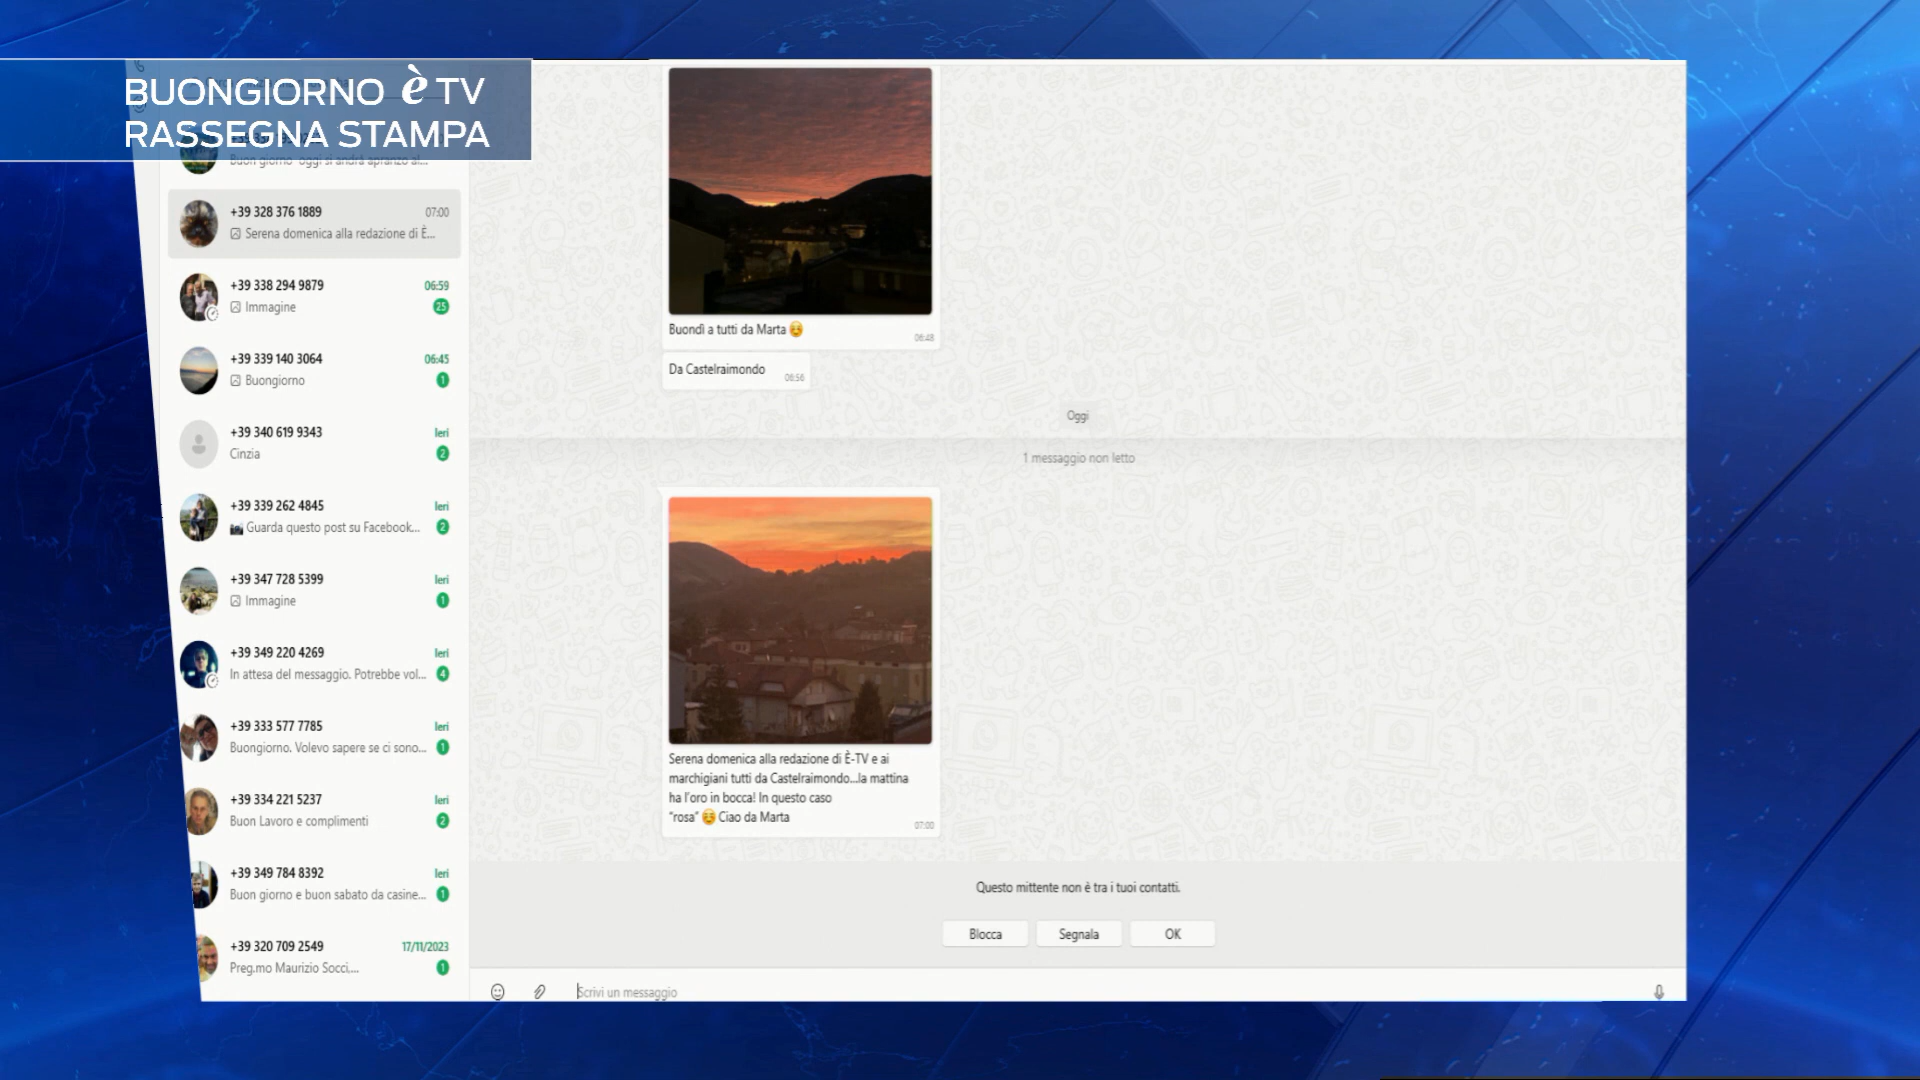 BUONGIORNO è TV
RASSEGNA STAMPA
Buon giorno oggi si andrà apranzo al...
+39 328 376 1889 07:00
Serena domenica alla redazione di È...
+39 338 294 9879 06:59
Immagine 25
+39 339 140 3064 06:45
Buongiorno 1
+39 340 619 9343 Ieri
Cinzia 2
+39 339 262 4845 Ieri
Guarda questo post su Facebook... 2
+39 347 728 5399 Ieri
Immagine 1
+39 349 220 4269 Ieri
In attesa del messaggio. Potrebbe vol... 4
+39 333 577 7785 Ieri
Buongiorno. Volevo sapere se ci sono... 1
+39 334 221 5237 Ieri
Buon Lavoro e complimenti 2
+39 349 784 8392 Ieri
Buon giorno e buon sabato da casine... 1
+39 320 709 2549 17/11/2023
Preg.mo Maurizio Socci,... 1
Buondì a tutti da Marta ☺️
06:48
Da Castelraimondo 06:56
Oggi
1 messaggio non letto
Serena domenica alla redazione di È-TV e ai
marchigiani tutti da Castelraimondo...la mattina
ha l'oro in bocca! In questo caso
"rosa" ☺️ Ciao da Marta
07:00
Questo mittente non è tra i tuoi contatti.
Blocca Segnala OK
Scrivi un messaggio